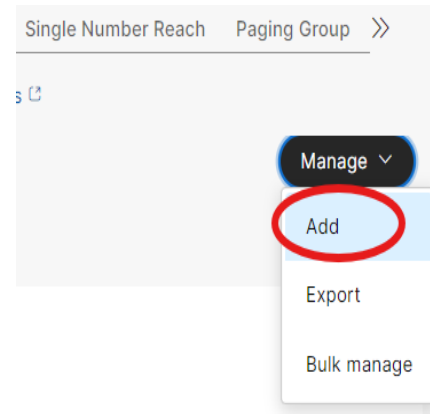 Single Number Reach Paging Group
s
Manage
Add
Export
Bulk manage